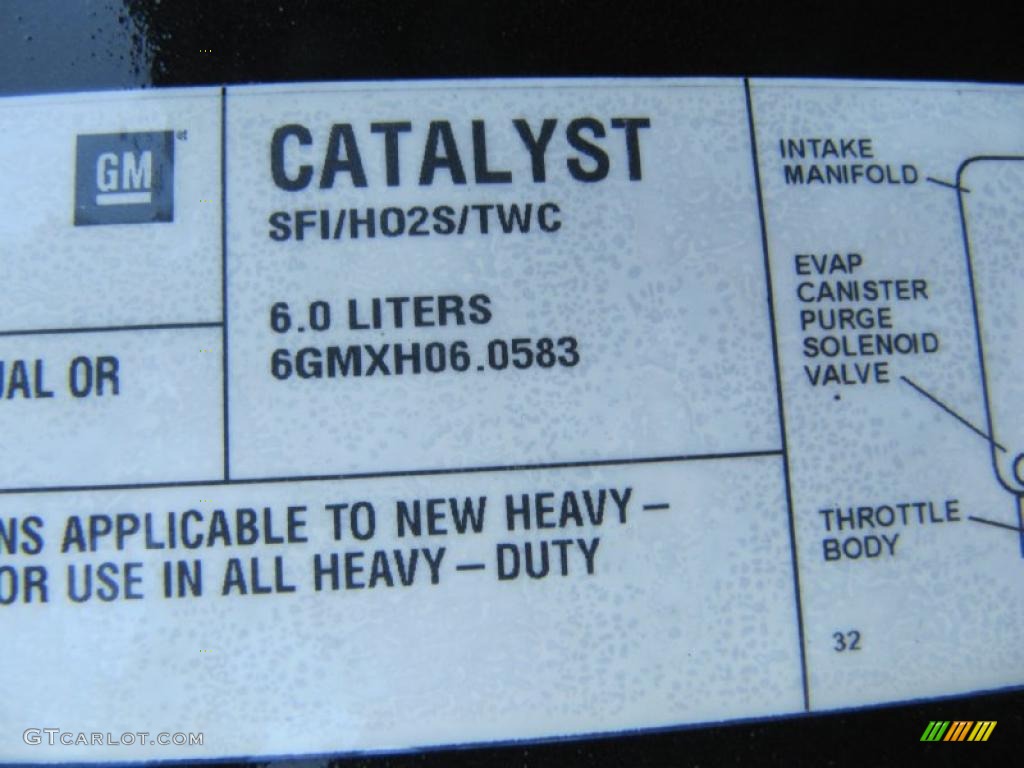 GM
CATALYST
SFI/HO2S/TWC
6.0 LITERS
6GMXH06.0583
UAL OR
NS APPLICABLE TO NEW HEAVY–
OR USE IN ALL HEAVY–DUTY
INTAKE
MANIFOLD
EVAP
CANISTER
PURGE
SOLENOID
VALVE
THROTTLE
BODY
32
GTCARLOT.COM